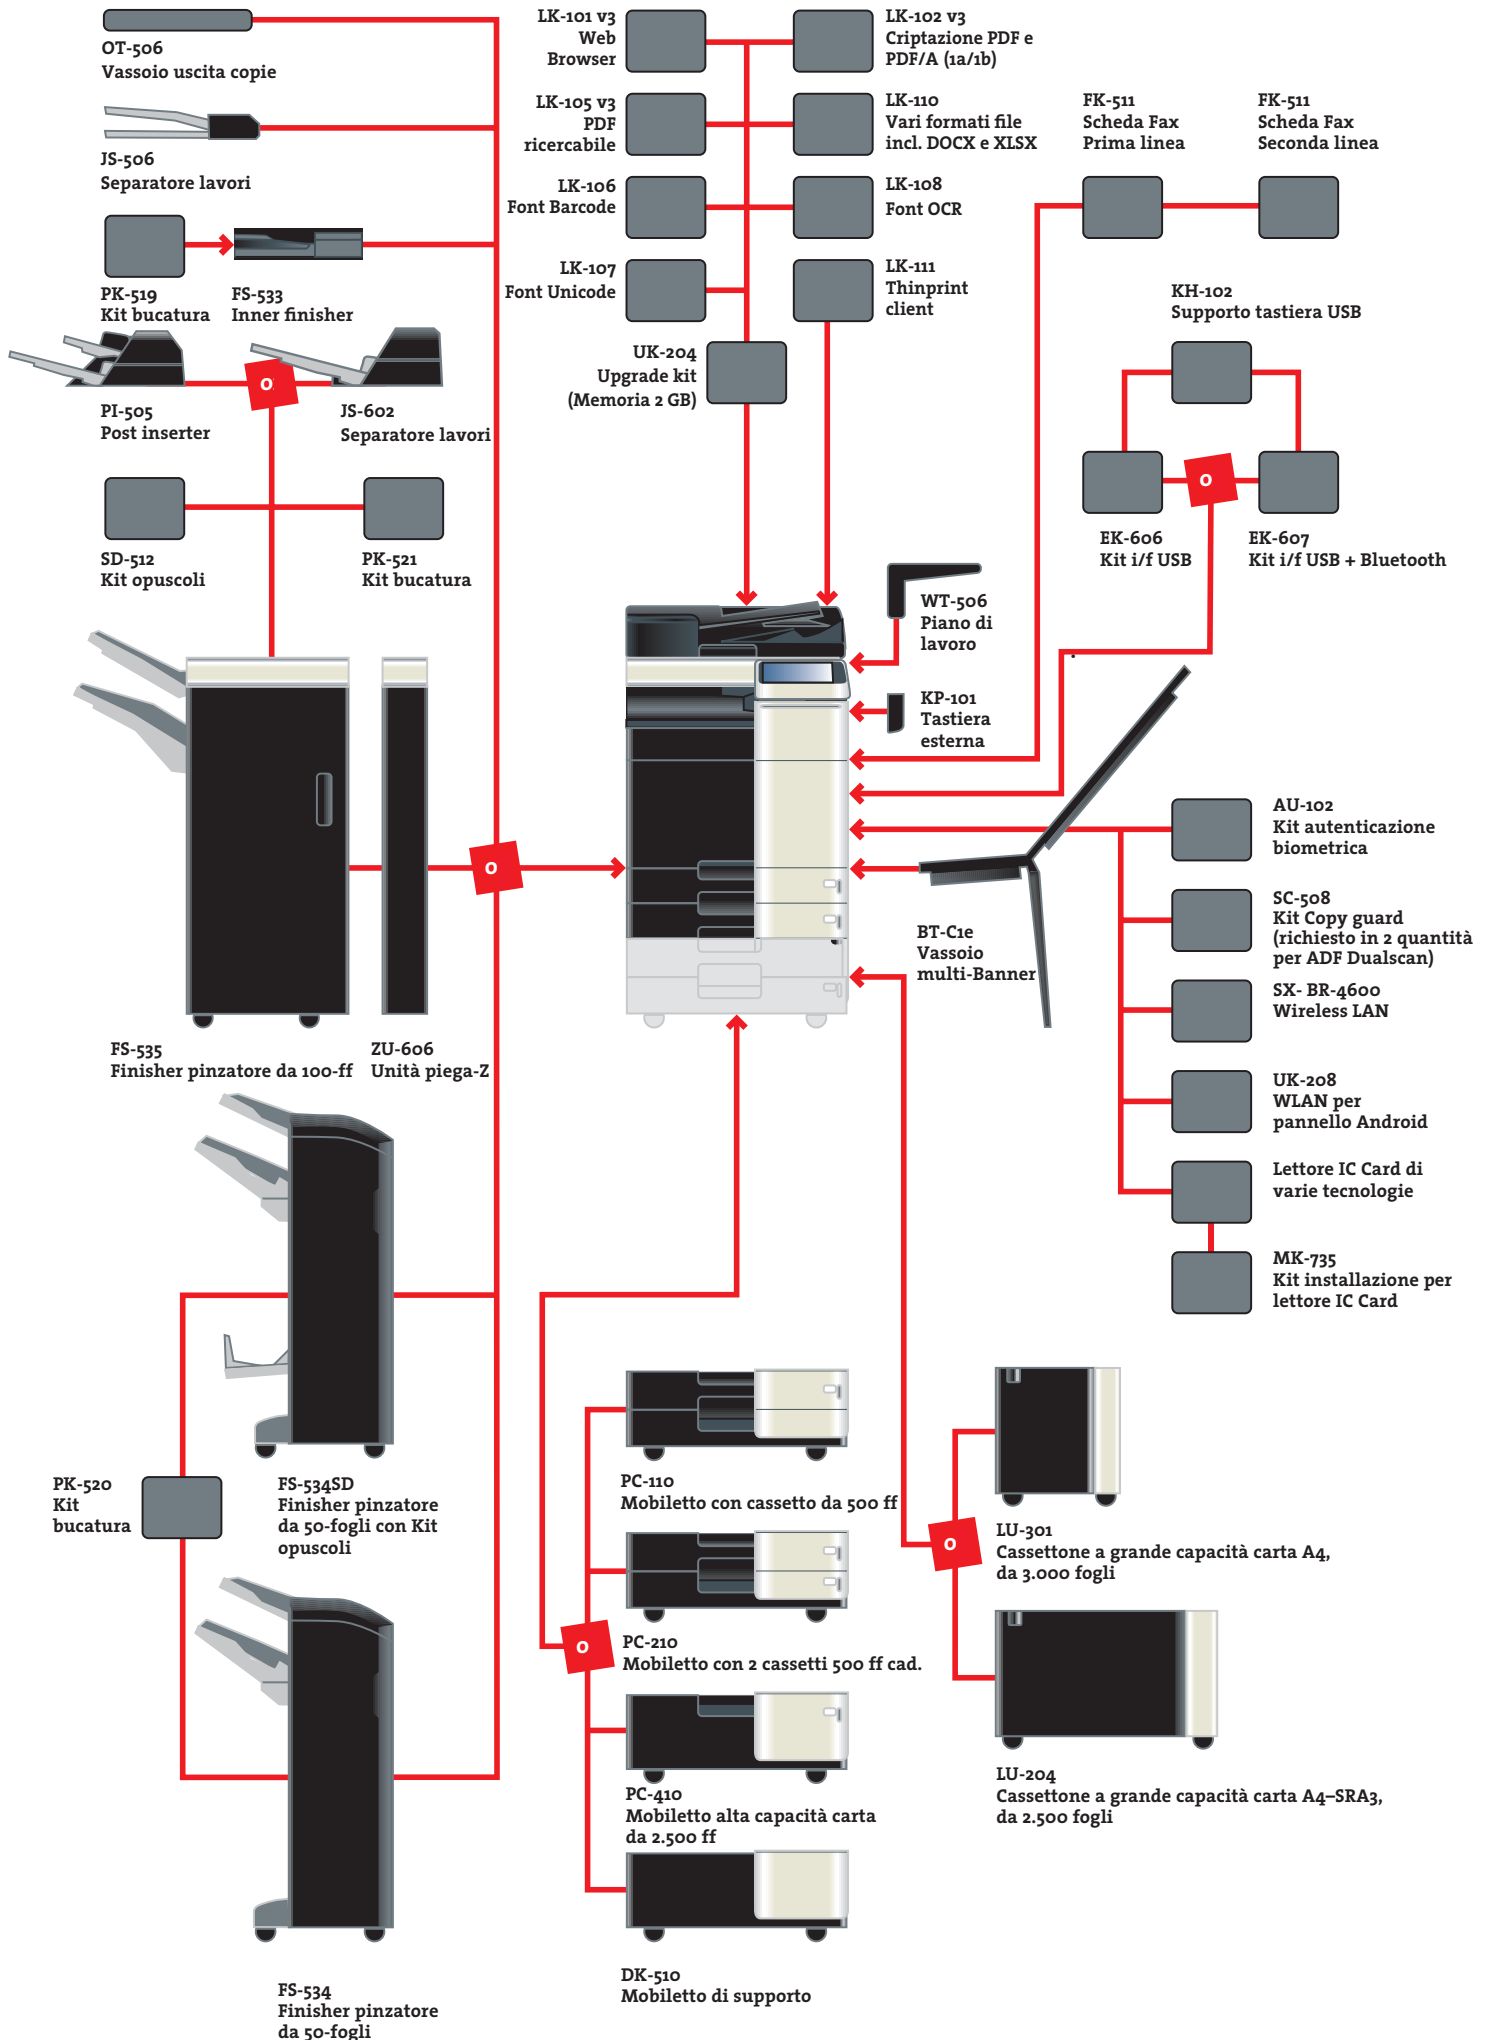 OT-506
Vassoio uscita copie
JS-506
Separatore lavori
PK-519
Kit bucatura
FS-533
Inner finisher
O
PI-505
Post inserter
JS-602
Separatore lavori
SD-512
Kit opuscoli
PK-521
Kit bucatura
LK-101 v3
Web
Browser
LK-102 v3
Criptazione PDF e
PDF/A (1a/1b)
LK-105 v3
PDF
ricercabile
LK-110
Vari formati file
incl. DOCX e XLSX
LK-106
Font Barcode
LK-108
Font OCR
LK-107
Font Unicode
LK-111
Thinprint
client
UK-204
Upgrade kit
(Memoria 2 GB)
FK-511
Scheda Fax
Prima linea
FK-511
Scheda Fax
Seconda linea
KH-102
Supporto tastiera USB
O
EK-606
Kit i/f USB
EK-607
Kit i/f USB + Bluetooth
WT-506
Piano di
lavoro
KP-101
Tastiera
esterna
O
BT-C1e
Vassoio
multi-Banner
AU-102
Kit autenticazione
biometrica
SC-508
Kit Copy guard
(richiesto in 2 quantità
per ADF Dualscan)
SX- BR-4600
Wireless LAN
UK-208
WLAN per
pannello Android
Lettore IC Card di
varie tecnologie
MK-735
Kit installazione per
lettore IC Card
FS-535
Finisher pinzatore da 100-ff
ZU-606
Unità piega-Z
PK-520
Kit
bucatura
FS-534SD
Finisher pinzatore
da 50-fogli con Kit
opuscoli
FS-534
Finisher pinzatore
da 50-fogli
PC-110
Mobiletto con cassetto da 500 ff
O
PC-210
Mobiletto con 2 cassetti 500 ff cad.
PC-410
Mobiletto alta capacità carta
da 2.500 ff
DK-510
Mobiletto di supporto
O
LU-301
Cassettone a grande capacità carta A4,
da 3.000 fogli
LU-204
Cassettone a grande capacità carta A4–SRA3,
da 2.500 fogli